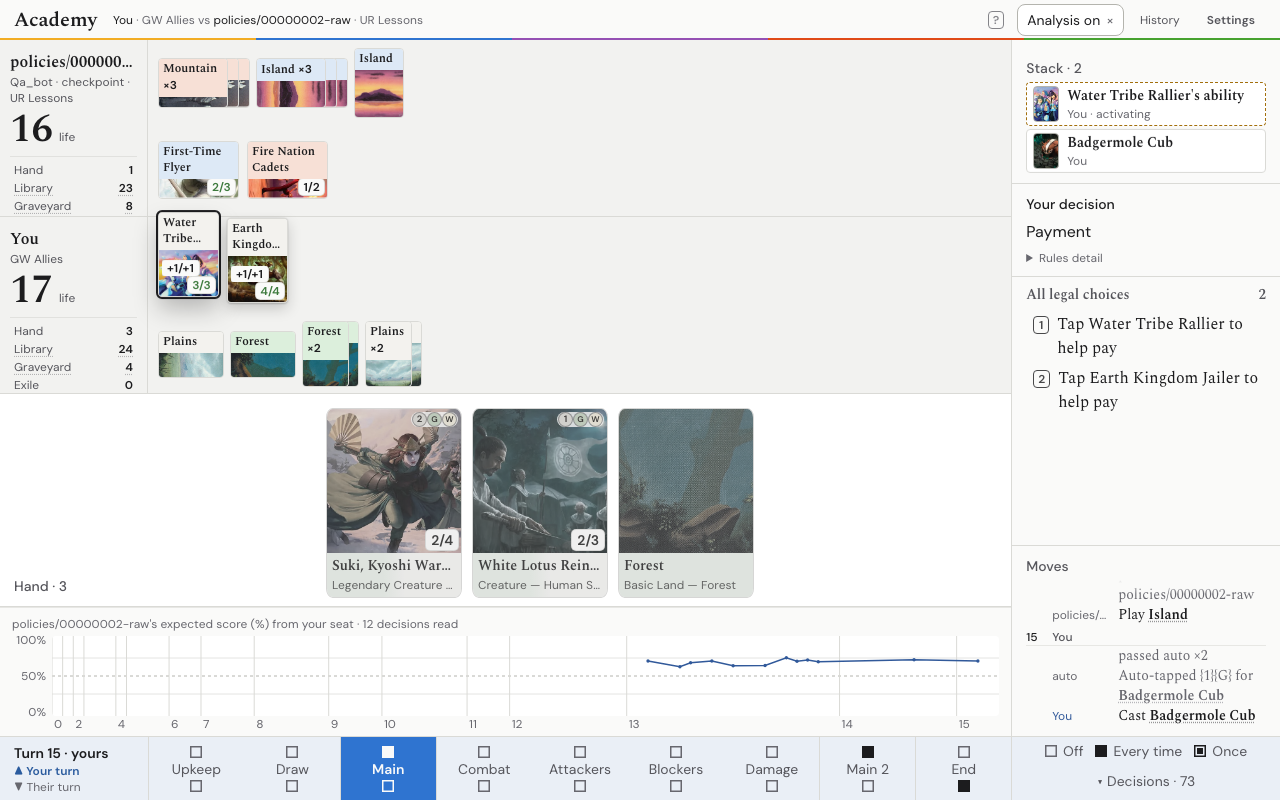 Academy
You · GW Allies vs policies/00000002-raw · UR Lessons
?
Analysis on ×
History
Settings
policies/000000…
Qa_bot · checkpoint ·
UR Lessons
16 life
Hand 1
Library 23
Graveyard 8
Mountain
×3
Island ×3
Island
First-Time
Flyer
2/3
Fire Nation
Cadets
1/2
You
GW Allies
17 life
Hand 3
Library 24
Graveyard 4
Exile 0
Water
Tribe…
+1/+1
3/3
Earth
Kingdo…
+1/+1
4/4
Plains
Forest
Forest
×2
Plains
×2
Hand · 3
2 G W
2/4
Suki, Kyoshi War…
Legendary Creature …
1 G W
2/3
White Lotus Rein…
Creature — Human S…
Forest
Basic Land — Forest
policies/00000002-raw's expected score (%) from your seat · 12 decisions read
100%
50%
0%
0 2 4 6 7 8 9 10 11 12 13 14 15
Stack · 2
Water Tribe Rallier's ability
You · activating
Badgermole Cub
You
Your decision
Payment
▶ Rules detail
All legal choices 2
1 Tap Water Tribe Rallier to
help pay
2 Tap Earth Kingdom Jailer to
help pay
Moves
policies/00000002-raw
policies/… Play Island
15 You
passed auto ×2
auto Auto-tapped {1}{G} for
Badgermole Cub
You Cast Badgermole Cub
Turn 15 · yours
▲ Your turn
▼ Their turn
Upkeep
Draw
Main
Combat
Attackers
Blockers
Damage
Main 2
End
Off Every time Once
▾ Decisions · 73